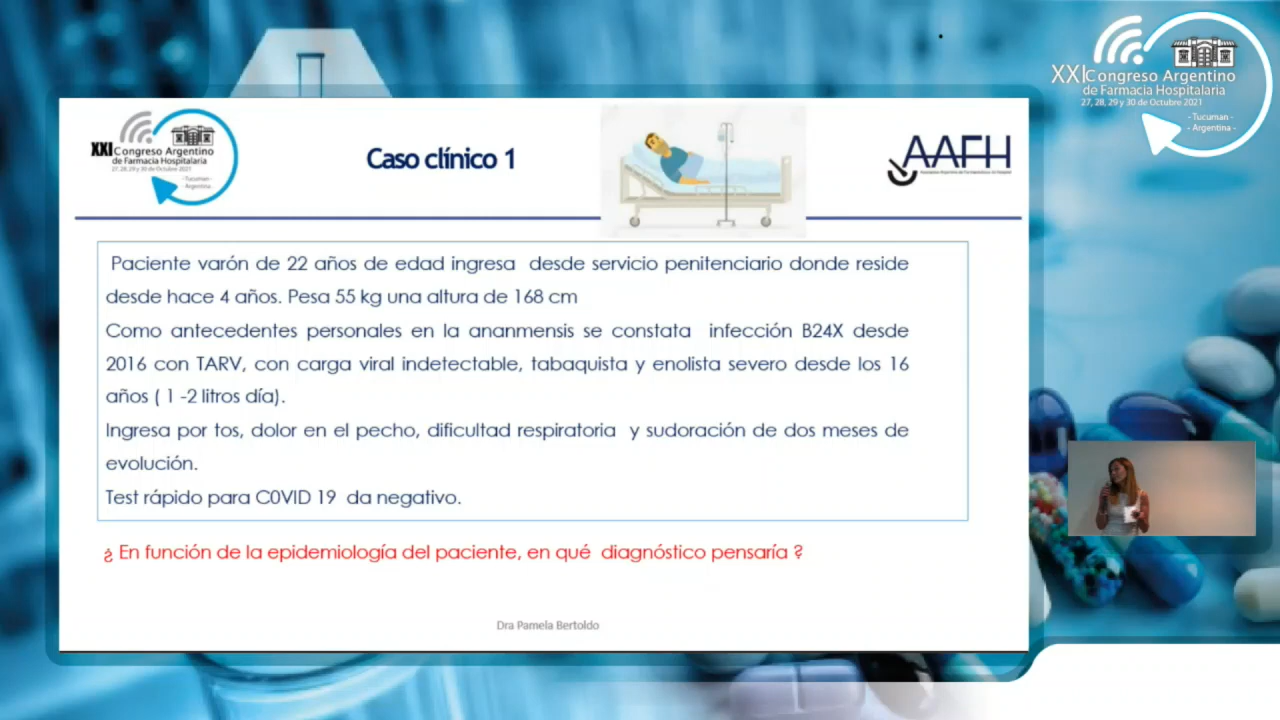 XXI Congreso Argentino
de Farmacia Hospitalaria
27, 28, 29 y 30 de Octubre 2021
- Tucuman -
- Argentina -
XXI Congreso Argentino
de Farmacia Hospitalaria
27, 28, 29 y 30 de Octubre 2021
- Tucuman -
- Argentina -
Caso clínico 1
AAFH
Paciente varón de 22 años de edad ingresa desde servicio penitenciario donde reside
desde hace 4 años. Pesa 55 kg una altura de 168 cm
Como antecedentes personales en la ananmensis se constata infección B24X desde
2016 con TARV, con carga viral indetectable, tabaquista y enolista severo desde los 16
años ( 1 -2 litros día).
Ingresa por tos, dolor en el pecho, dificultad respiratoria y sudoración de dos meses de
evolución.
Test rápido para C0VID 19 da negativo.
¿ En función de la epidemiología del paciente, en qué diagnóstico pensaría ?
Dra Pamela Bertoldo